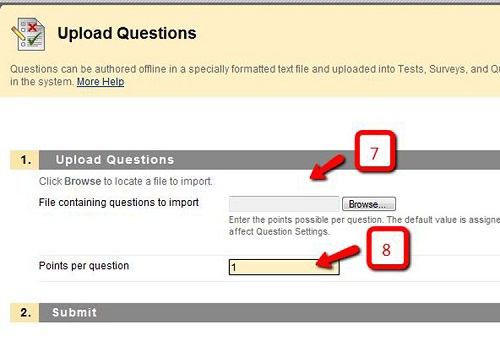 Upload Questions
Questions can be authored offline in a specially formatted text file and uploaded into Tests, Surveys, and
in the system. More Help
1. Upload Questions
7
Click Browse to locate a file to import.
File containing questions to import
Browse...
Enter the points possible per question. The default value is assigne
affect Question Settings.
8
Points per question
1
2. Submit